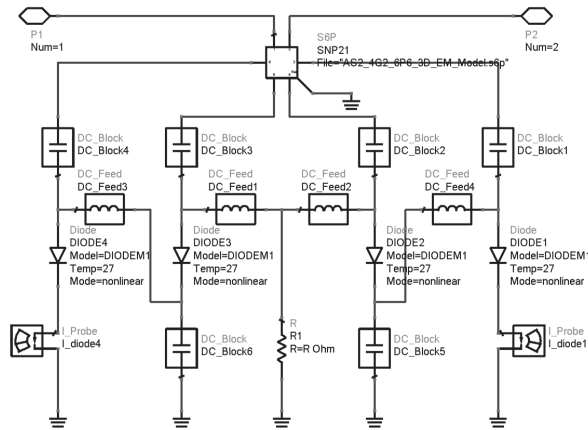 P1
Num=1
S6P
SNP21
File="AS2_4G2_6P6_3D_EM_Model.s6p"
P2
Num=2
DC_Block
DC_Block4
DC_Block
DC_Block3
DC_Block
DC_Block2
DC_Block
DC_Block1
DC_Feed
DC_Feed3
DC_Feed
DC_Feed1
DC_Feed
DC_Feed2
DC_Feed
DC_Feed4
Diode
DIODE4
Model=DIODEM1
Temp=27
Mode=nonlinear
Diode
DIODE3
Model=DIODEM1
Temp=27
Mode=nonlinear
Diode
DIODE2
Model=DIODEM1
Temp=27
Mode=nonlinear
Diode
DIODE1
Model=DIODEM1
Temp=27
Mode=nonlinear
I_Probe
I_diode4
DC_Block
DC_Block6
R
R1
R=R Ohm
DC_Block
DC_Block5
I_Probe
I_diode1